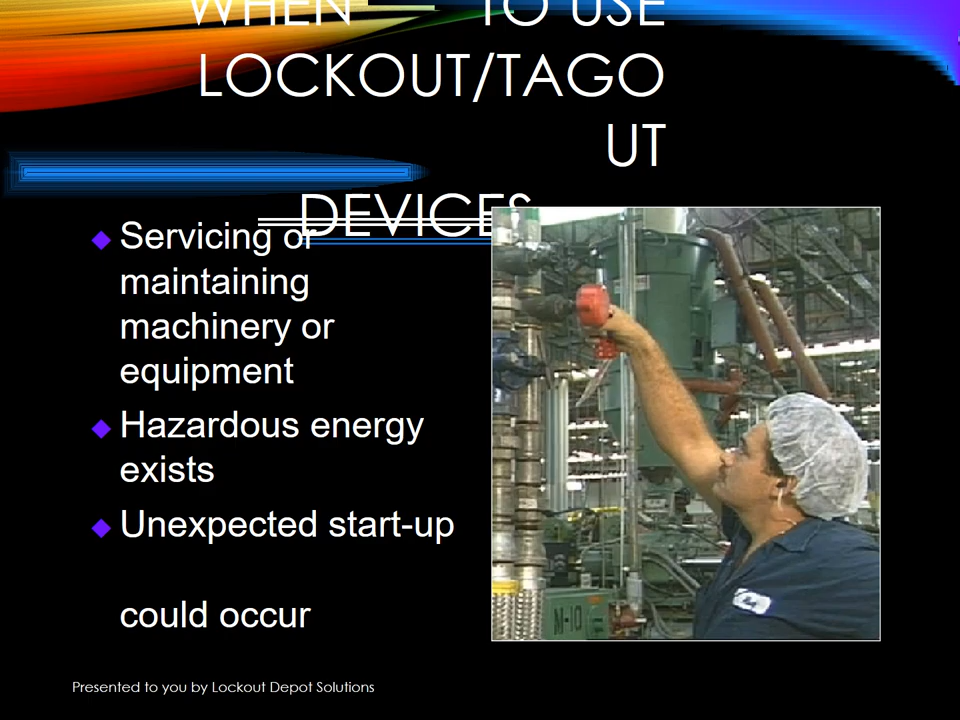 WHEN TO USE
LOCKOUT/TAGO
UT
DEVICES
Servicing or
maintaining
machinery or
equipment
Hazardous energy
exists
Unexpected start-up
could occur
M-10
Presented to you by Lockout Depot Solutions